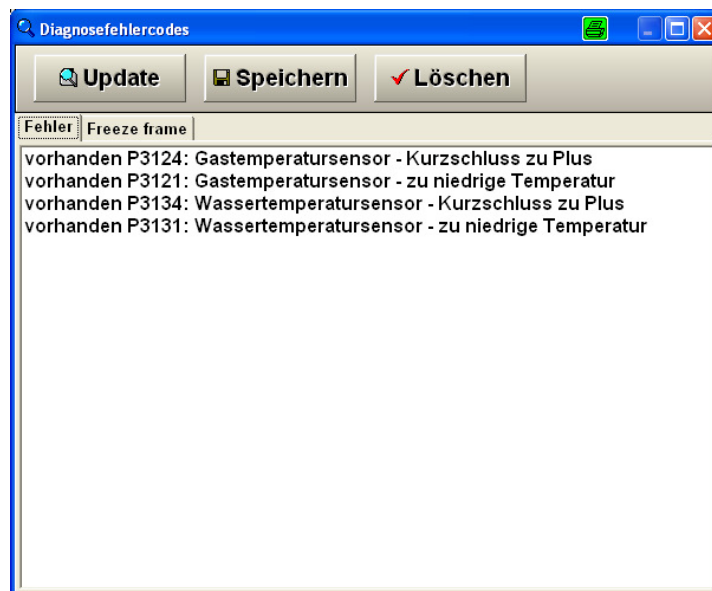 Diagnosefehlercodes
Update
Speichern
Löschen
Fehler
Freeze frame
vorhanden P3124: Gastemperatursensor - Kurzschluss zu Plus
vorhanden P3121: Gastemperatursensor - zu niedrige Temperatur
vorhanden P3134: Wassertemperatursensor - Kurzschluss zu Plus
vorhanden P3131: Wassertemperatursensor - zu niedrige Temperatur